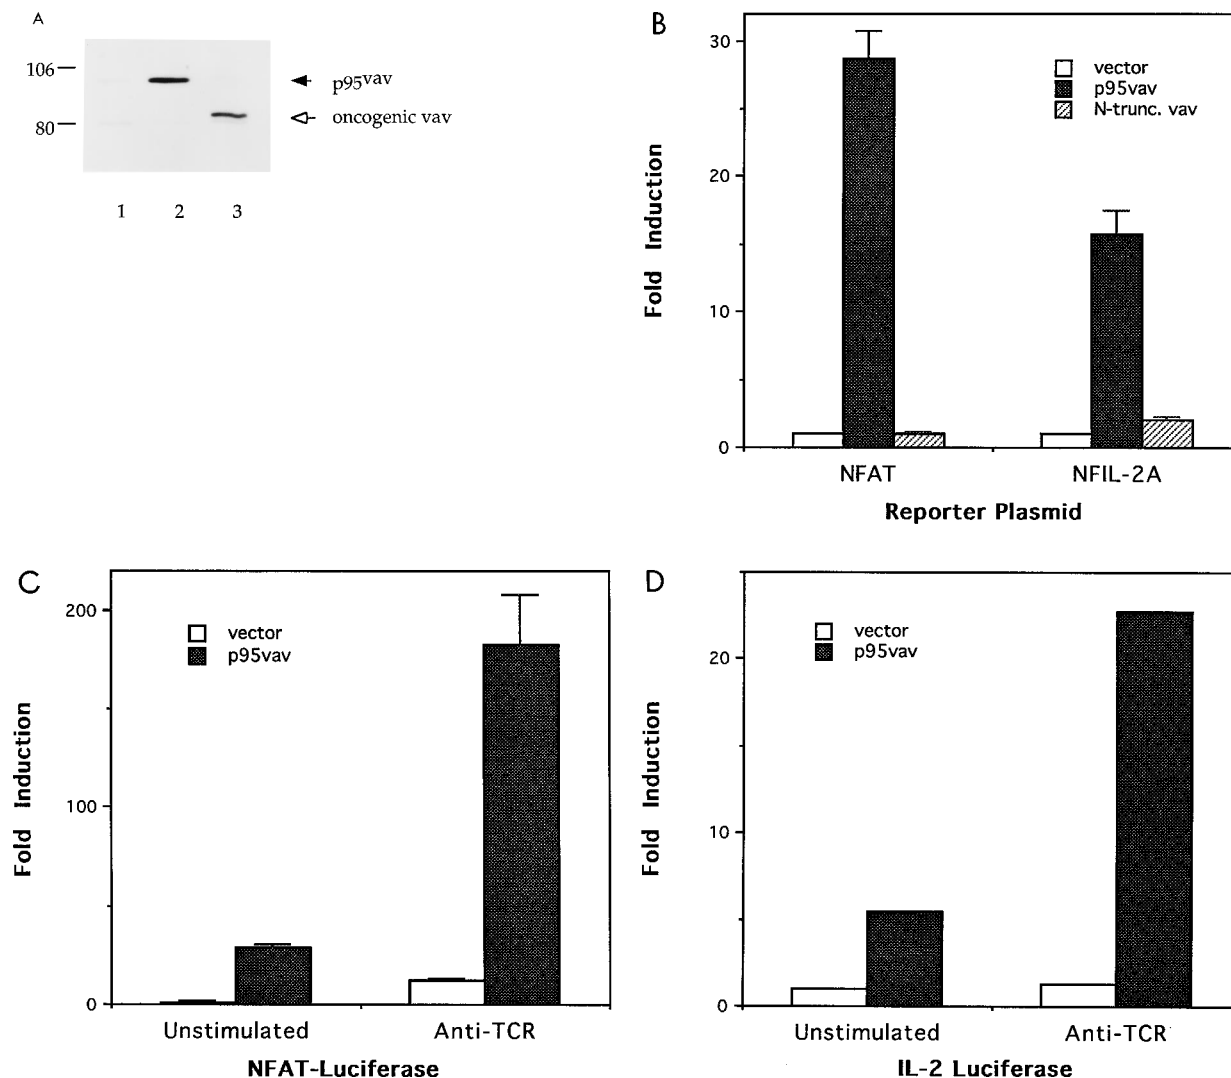 A
106
80
p95vav
oncogenic vav
1 2 3
B
Fold Induction
30
20
10
0
vector
p95vav
N-trunc. vav
NFAT NFIL-2A
Reporter Plasmid
C
Fold Induction
200
100
0
vector
p95vav
Unstimulated Anti-TCR
NFAT-Luciferase
D
Fold Induction
20
10
0
vector
p95vav
Unstimulated Anti-TCR
IL-2 Luciferase